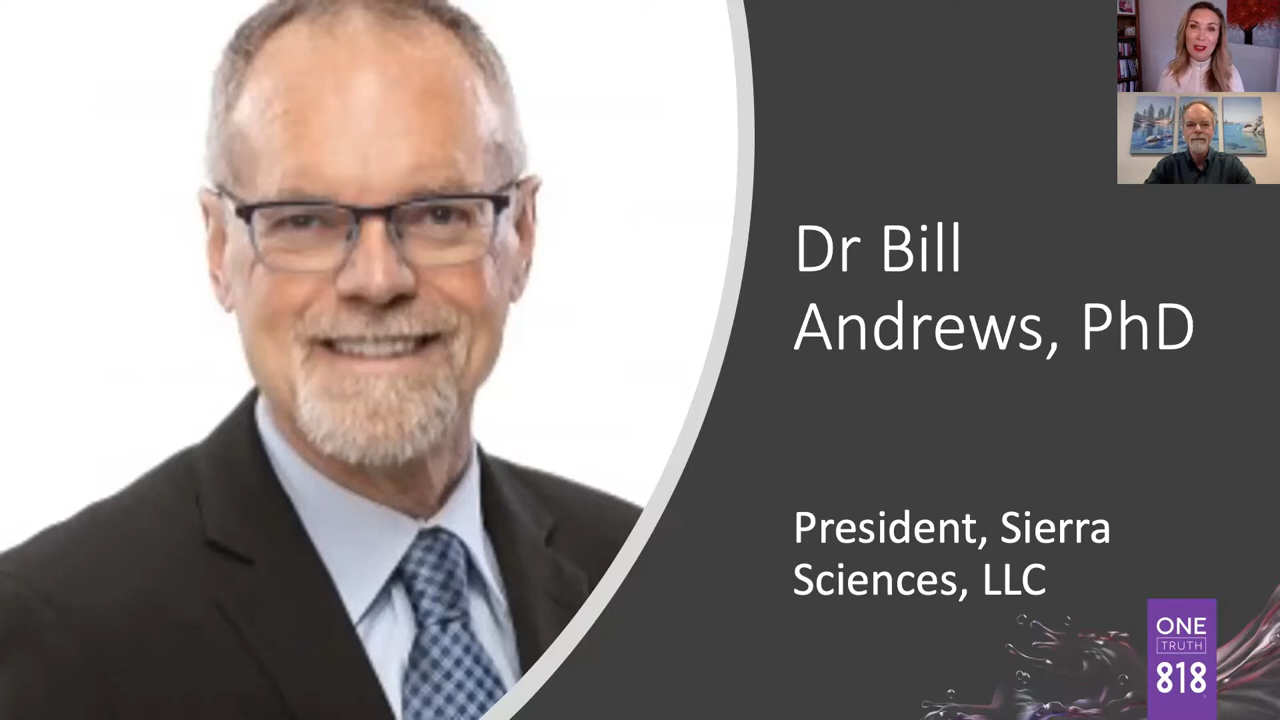 Dr Bill
Andrews, PhD
President, Sierra
Sciences, LLC
ONE
TRUTH
818